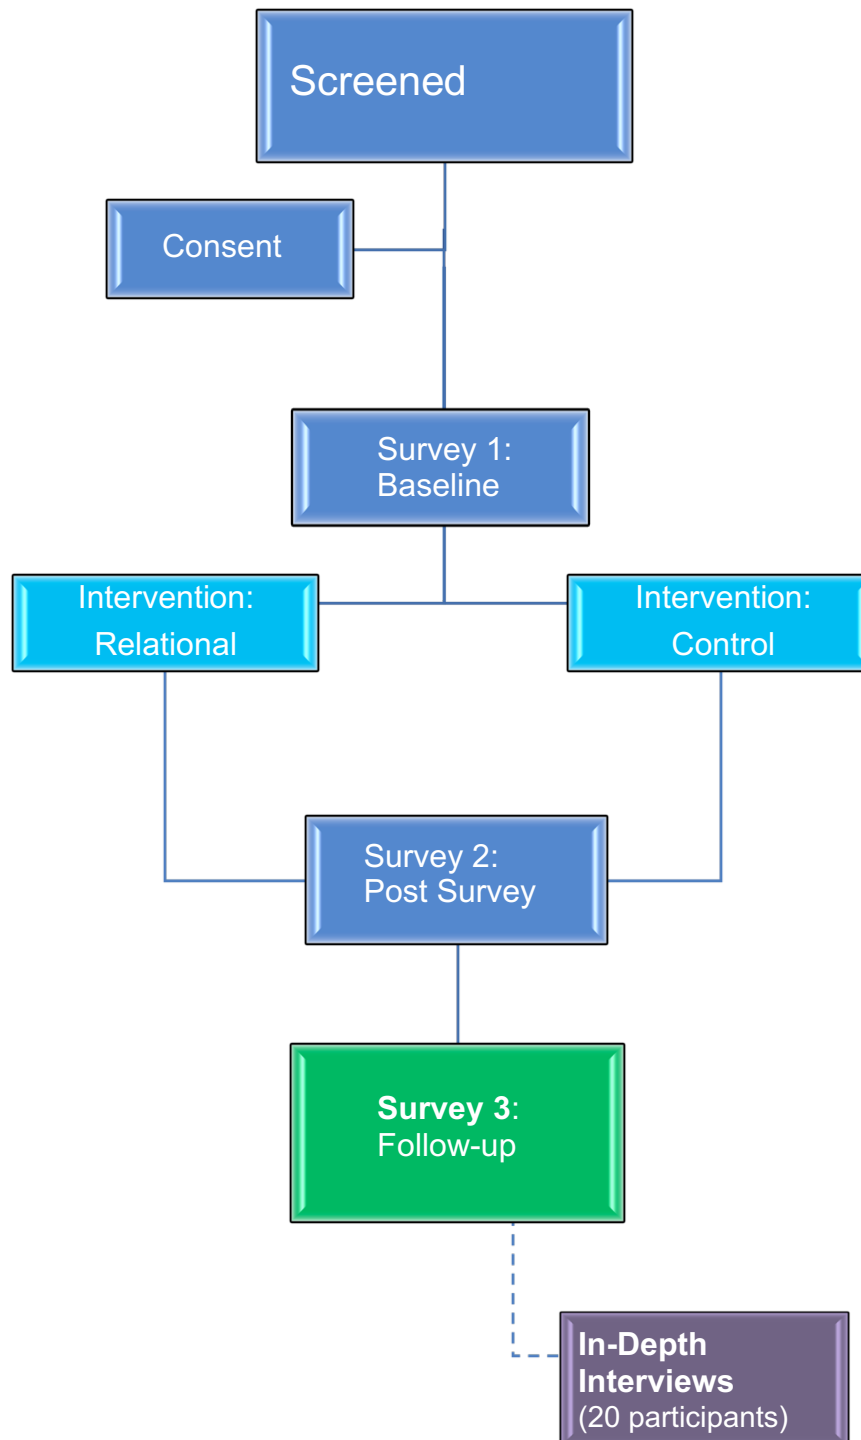 Screened
Consent
Survey 1:
Baseline
Intervention:
Relational
Intervention:
Control
Survey 2:
Post Survey
Survey 3:
Follow-up
In-Depth
Interviews
(20 participants)